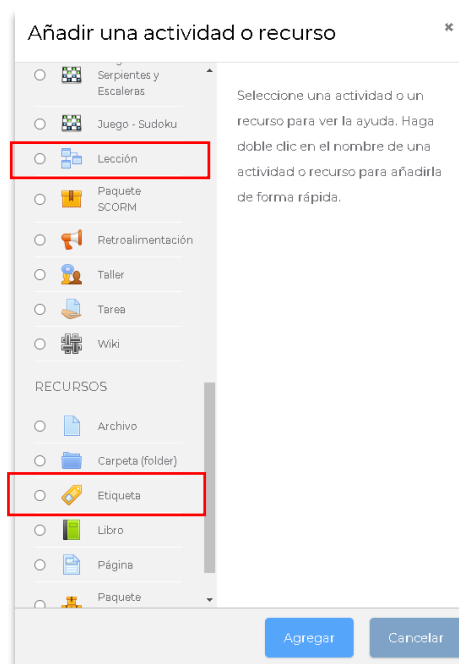 Añadir una actividad o recurso
×
Serpientes y
Escaleras
Juego - Sudoku
Lección
Paquete
SCORM
Retroalimentación
Taller
Tarea
Wiki
RECURSOS
Archivo
Carpeta (folder)
Etiqueta
Libro
Página
Paquete
Seleccione una actividad o un
recurso para ver la ayuda. Haga
doble clic en el nombre de una
actividad o recurso para añadirla
de forma rápida.
Agregar
Cancelar